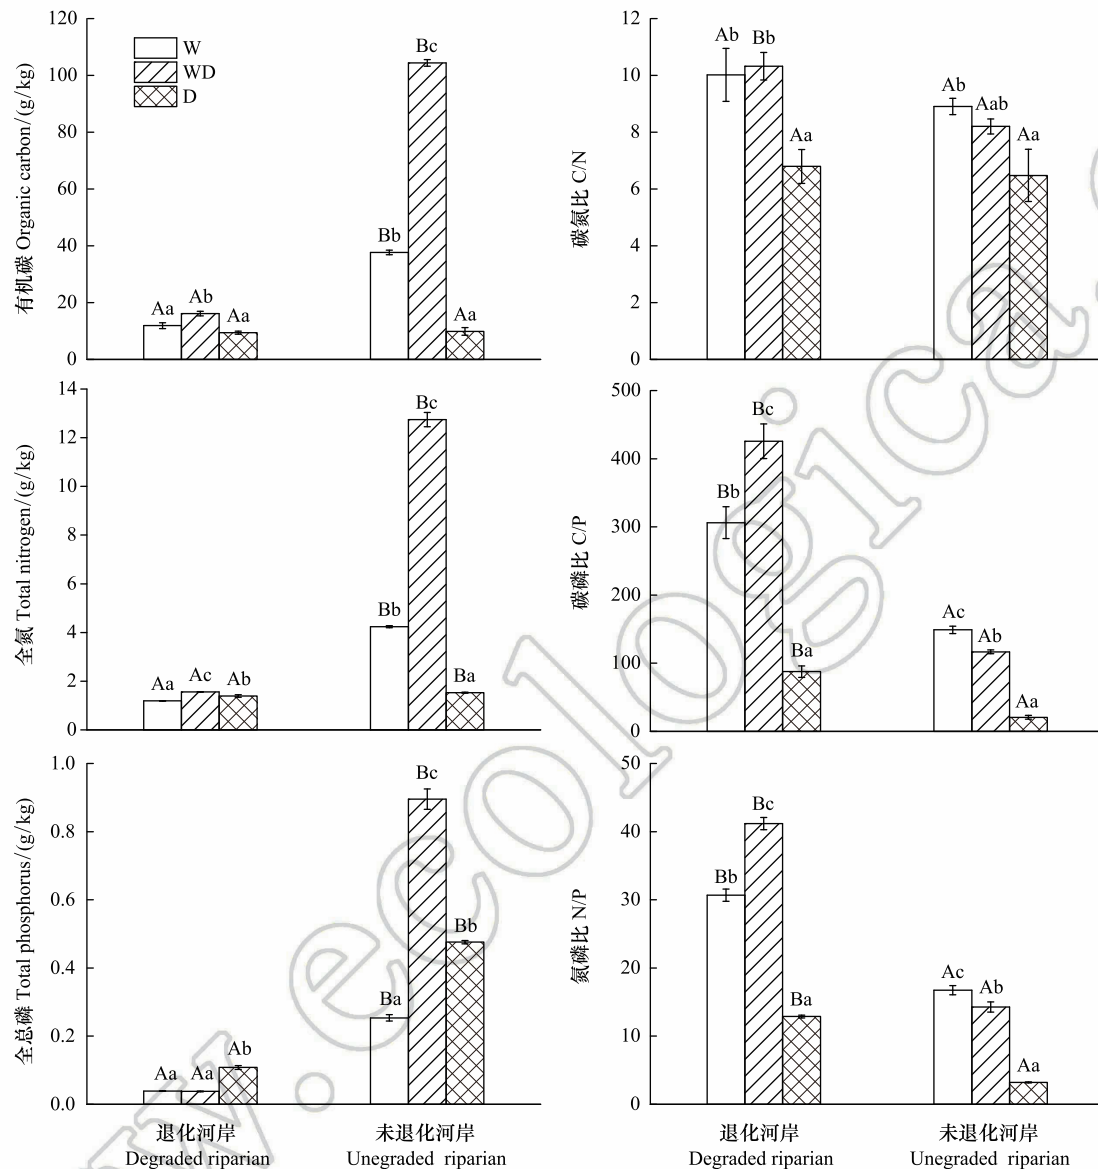 120
100
80
60
40
20
0
有机碳 Organic carbon/(g/kg)
W
WD
D
Aa
Ab
Aa
Bb
Bc
Aa
12
10
8
6
4
2
0
碳氮比 C/N
Ab
Bb
Aa
Ab
Aab
Aa
14
12
10
8
6
4
2
0
全氮 Total nitrogen/(g/kg)
Aa
Ac
Ab
Bb
Bc
Ba
500
400
300
200
100
0
碳磷比 C/P
Bb
Bc
Ba
Ac
Ab
Aa
1.0
0.8
0.6
0.4
0.2
0.0
全总磷 Total phosphorus/(g/kg)
Aa
Aa
Ab
Ba
Bc
Bb
退化河岸
Degraded riparian
未退化河岸
Unegraded riparian
50
40
30
20
10
0
氮磷比 N/P
Bb
Bc
Ba
Ac
Ab
Aa
退化河岸
Degraded riparian
未退化河岸
Unegraded riparian
w.ecologica.